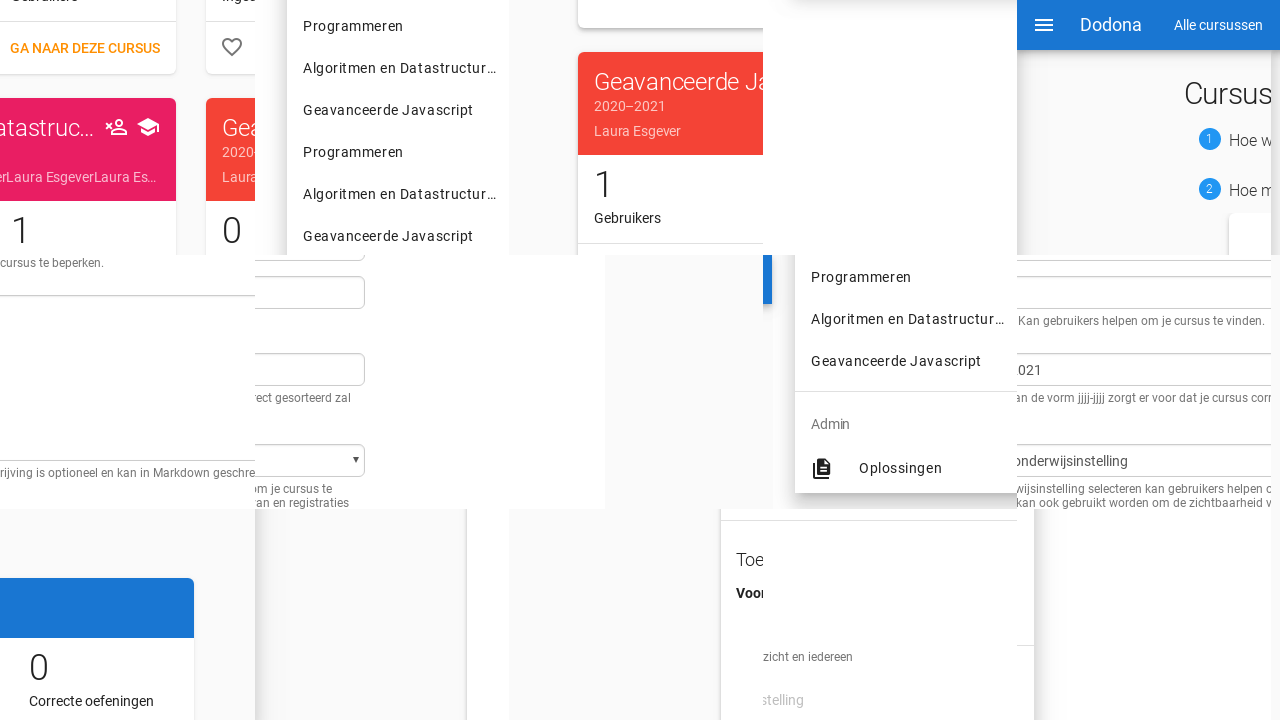 Gebruikers
GA NAAR DEZE CURSUS
atastruc...
erLaura EsgeverLaura Es...
1
2020-
Laura
0
Programmeren
Algoritmen en Datastructur...
Geavanceerde Javascript
Programmeren
Algoritmen en Datastructur...
Geavanceerde Javascript
Geavanceerde Ja
2020–2021
Laura Esgever
1
Gebruikers
Dodona
Alle cursussen
Cursus
1 Hoe w
2 Hoe m
cursus te beperken.
rijving is optioneel en kan in Markdown geschre
ect gesorteerd zal
om je cursus te
van en registraties
Programmeren
Algoritmen en Datastructur...
Geavanceerde Javascript
Admin
Oplossingen
Kan gebruikers helpen om je cursus te vinden.
021
an de vorm jjjj-jjjj zorgt er voor dat je cursus corr
onderwijsinstelling
wijsinstelling selecteren kan gebruikers helpen o
kan ook gebruikt worden om de zichtbaarheid v
0
Correcte oefeningen
Toe
Voor
zicht en iedereen
stelling